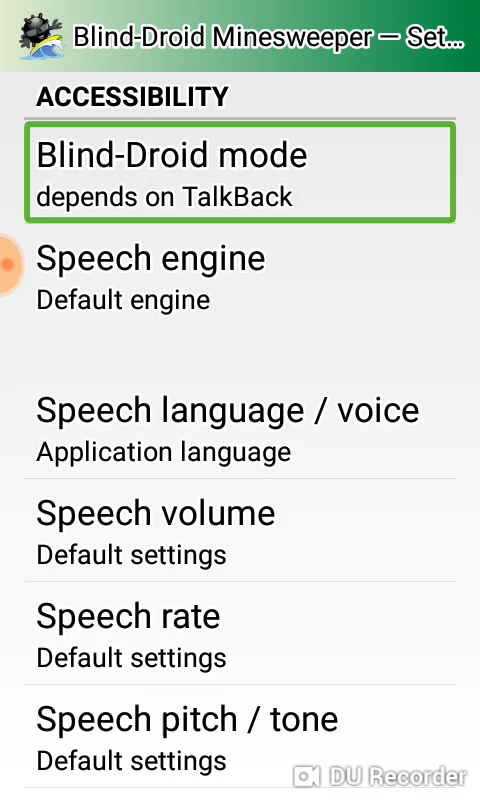 Blind-Droid Minesweeper — Set...
ACCESSIBILITY
Blind-Droid mode
depends on TalkBack
Speech engine
Default engine
Speech language / voice
Application language
Speech volume
Default settings
Speech rate
Default settings
Speech pitch / tone
Default settings
DU Recorder